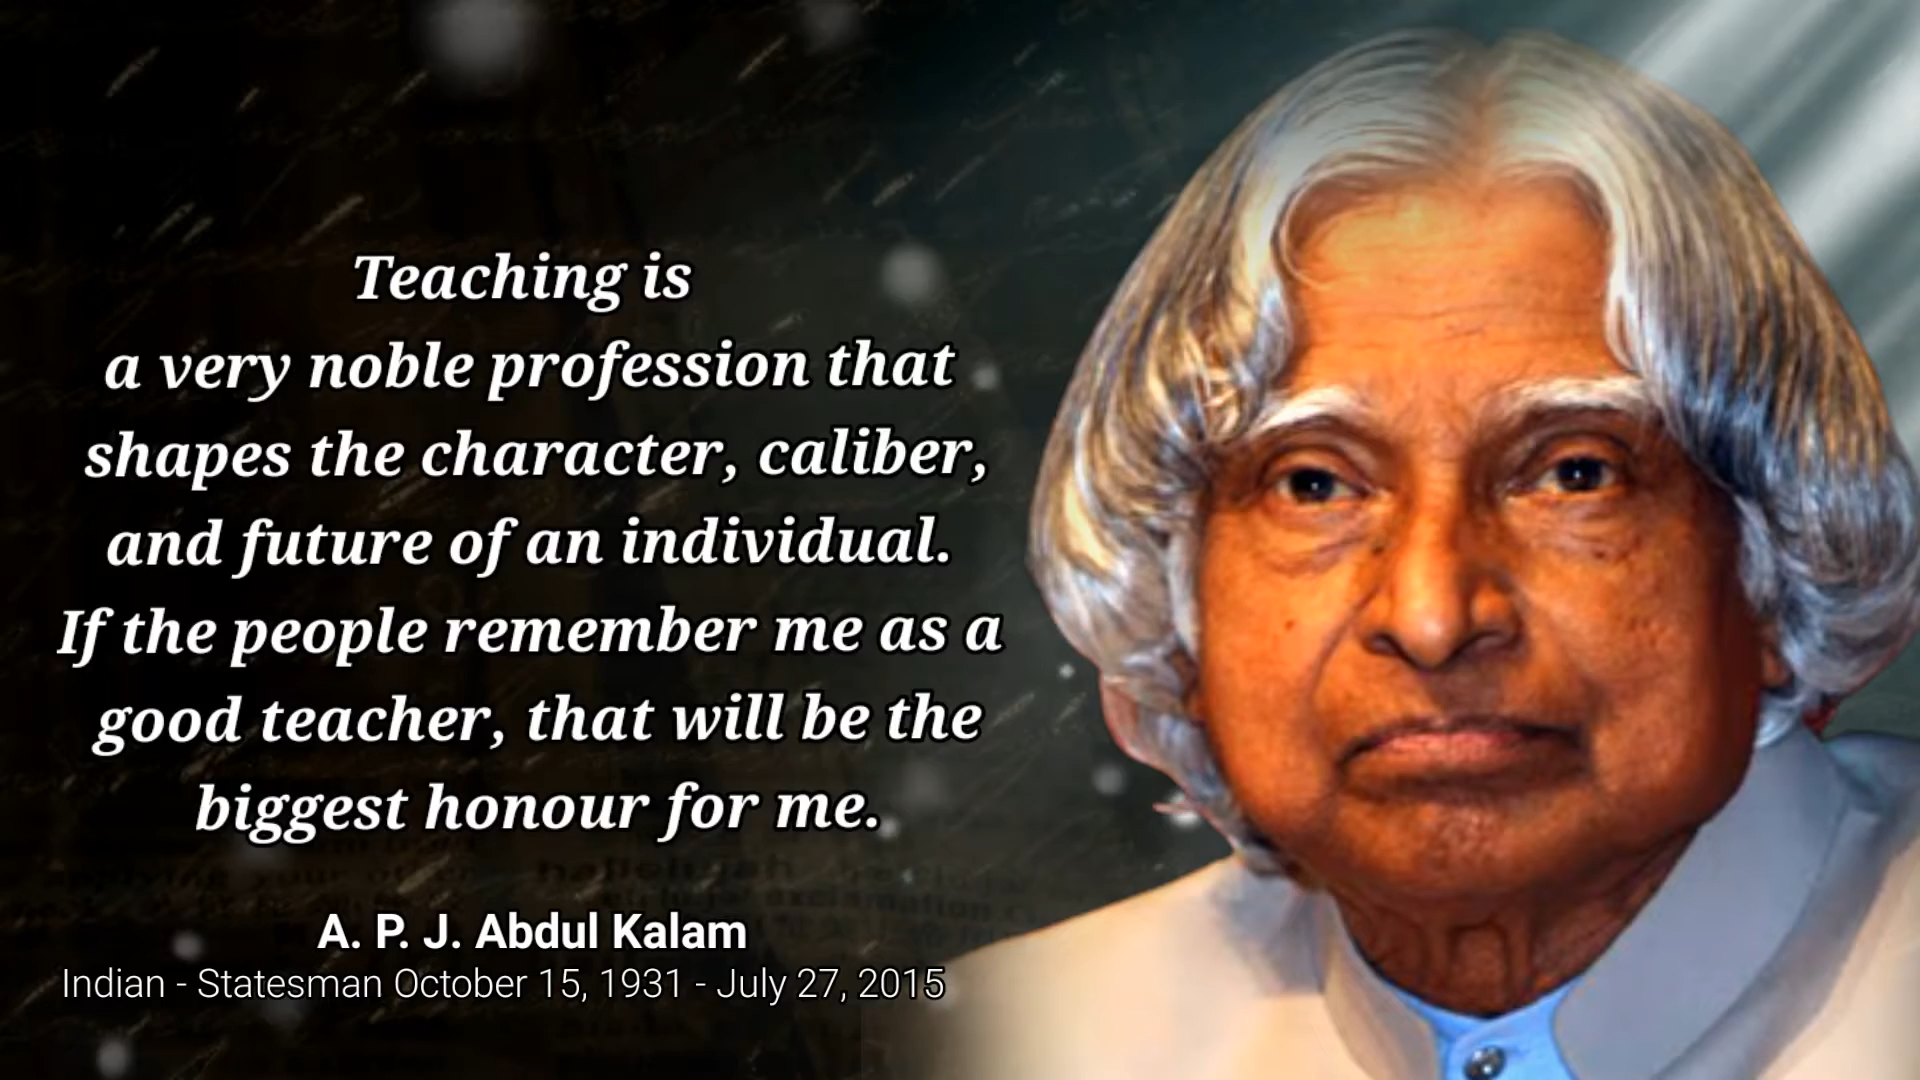 Teaching is
a very noble profession that
shapes the character, caliber,
and future of an individual.
If the people remember me as a
good teacher, that will be the
biggest honour for me.
A. P. J. Abdul Kalam
Indian - Statesman October 15, 1931 - July 27, 2015